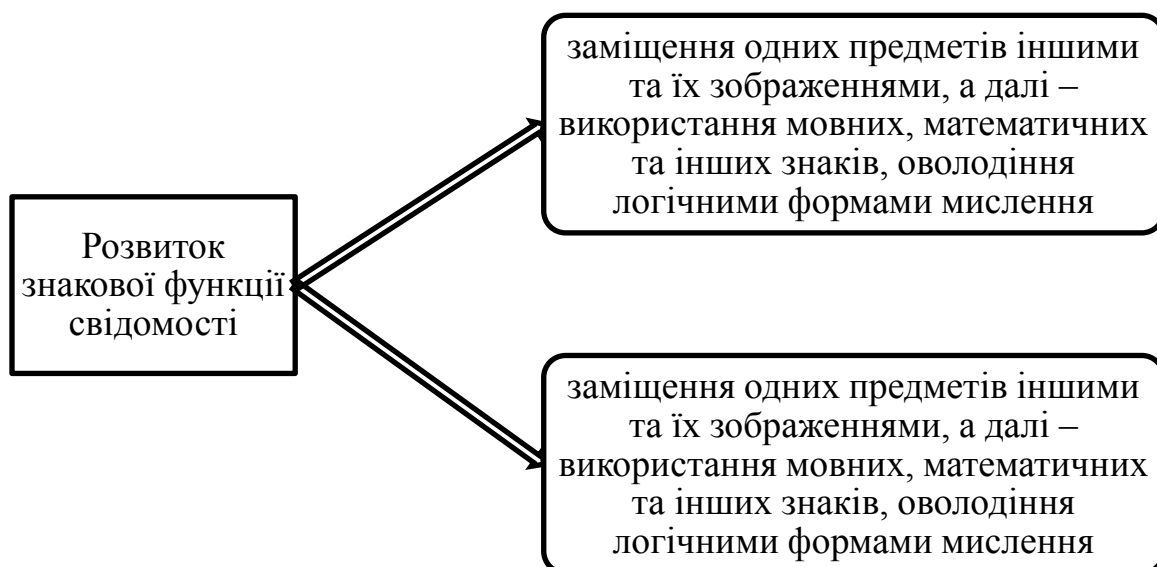 Розвиток
знакової функції
свідомості
заміщення одних предметів іншими
та їх зображеннями, а далі –
використання мовних, математичних
та інших знаків, оволодіння
логічними формами мислення
заміщення одних предметів іншими
та їх зображеннями, а далі –
використання мовних, математичних
та інших знаків, оволодіння
логічними формами мислення